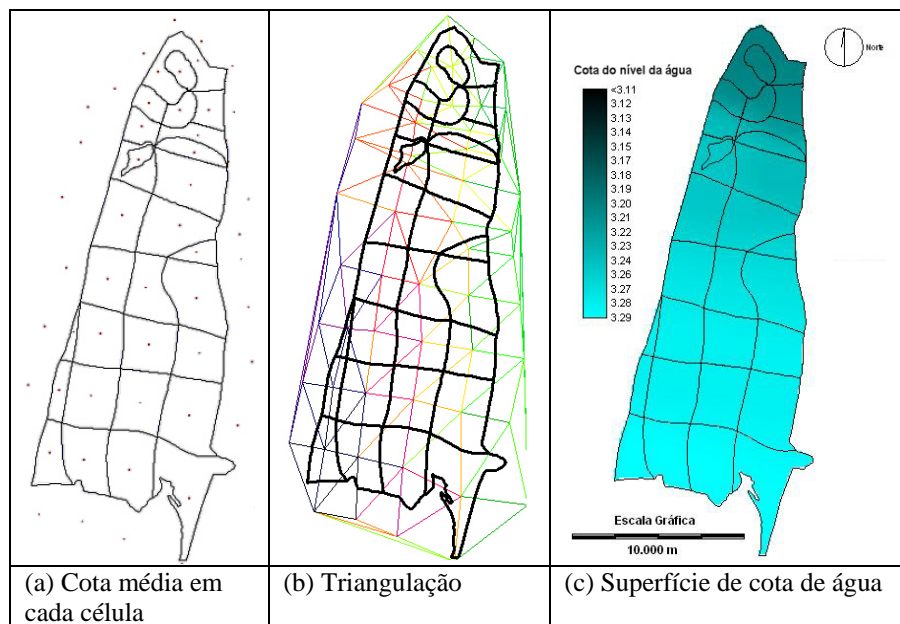 Norte
Cota do nível da água
<3.11
3.12
3.13
3.14
3.15
3.17
3.18
3.19
3.20
3.21
3.22
3.23
3.24
3.26
3.27
3.28
3.29
Escala Gráfica
10.000 m
(a) Cota média em
cada célula
(b) Triangulação
(c) Superfície de cota de água